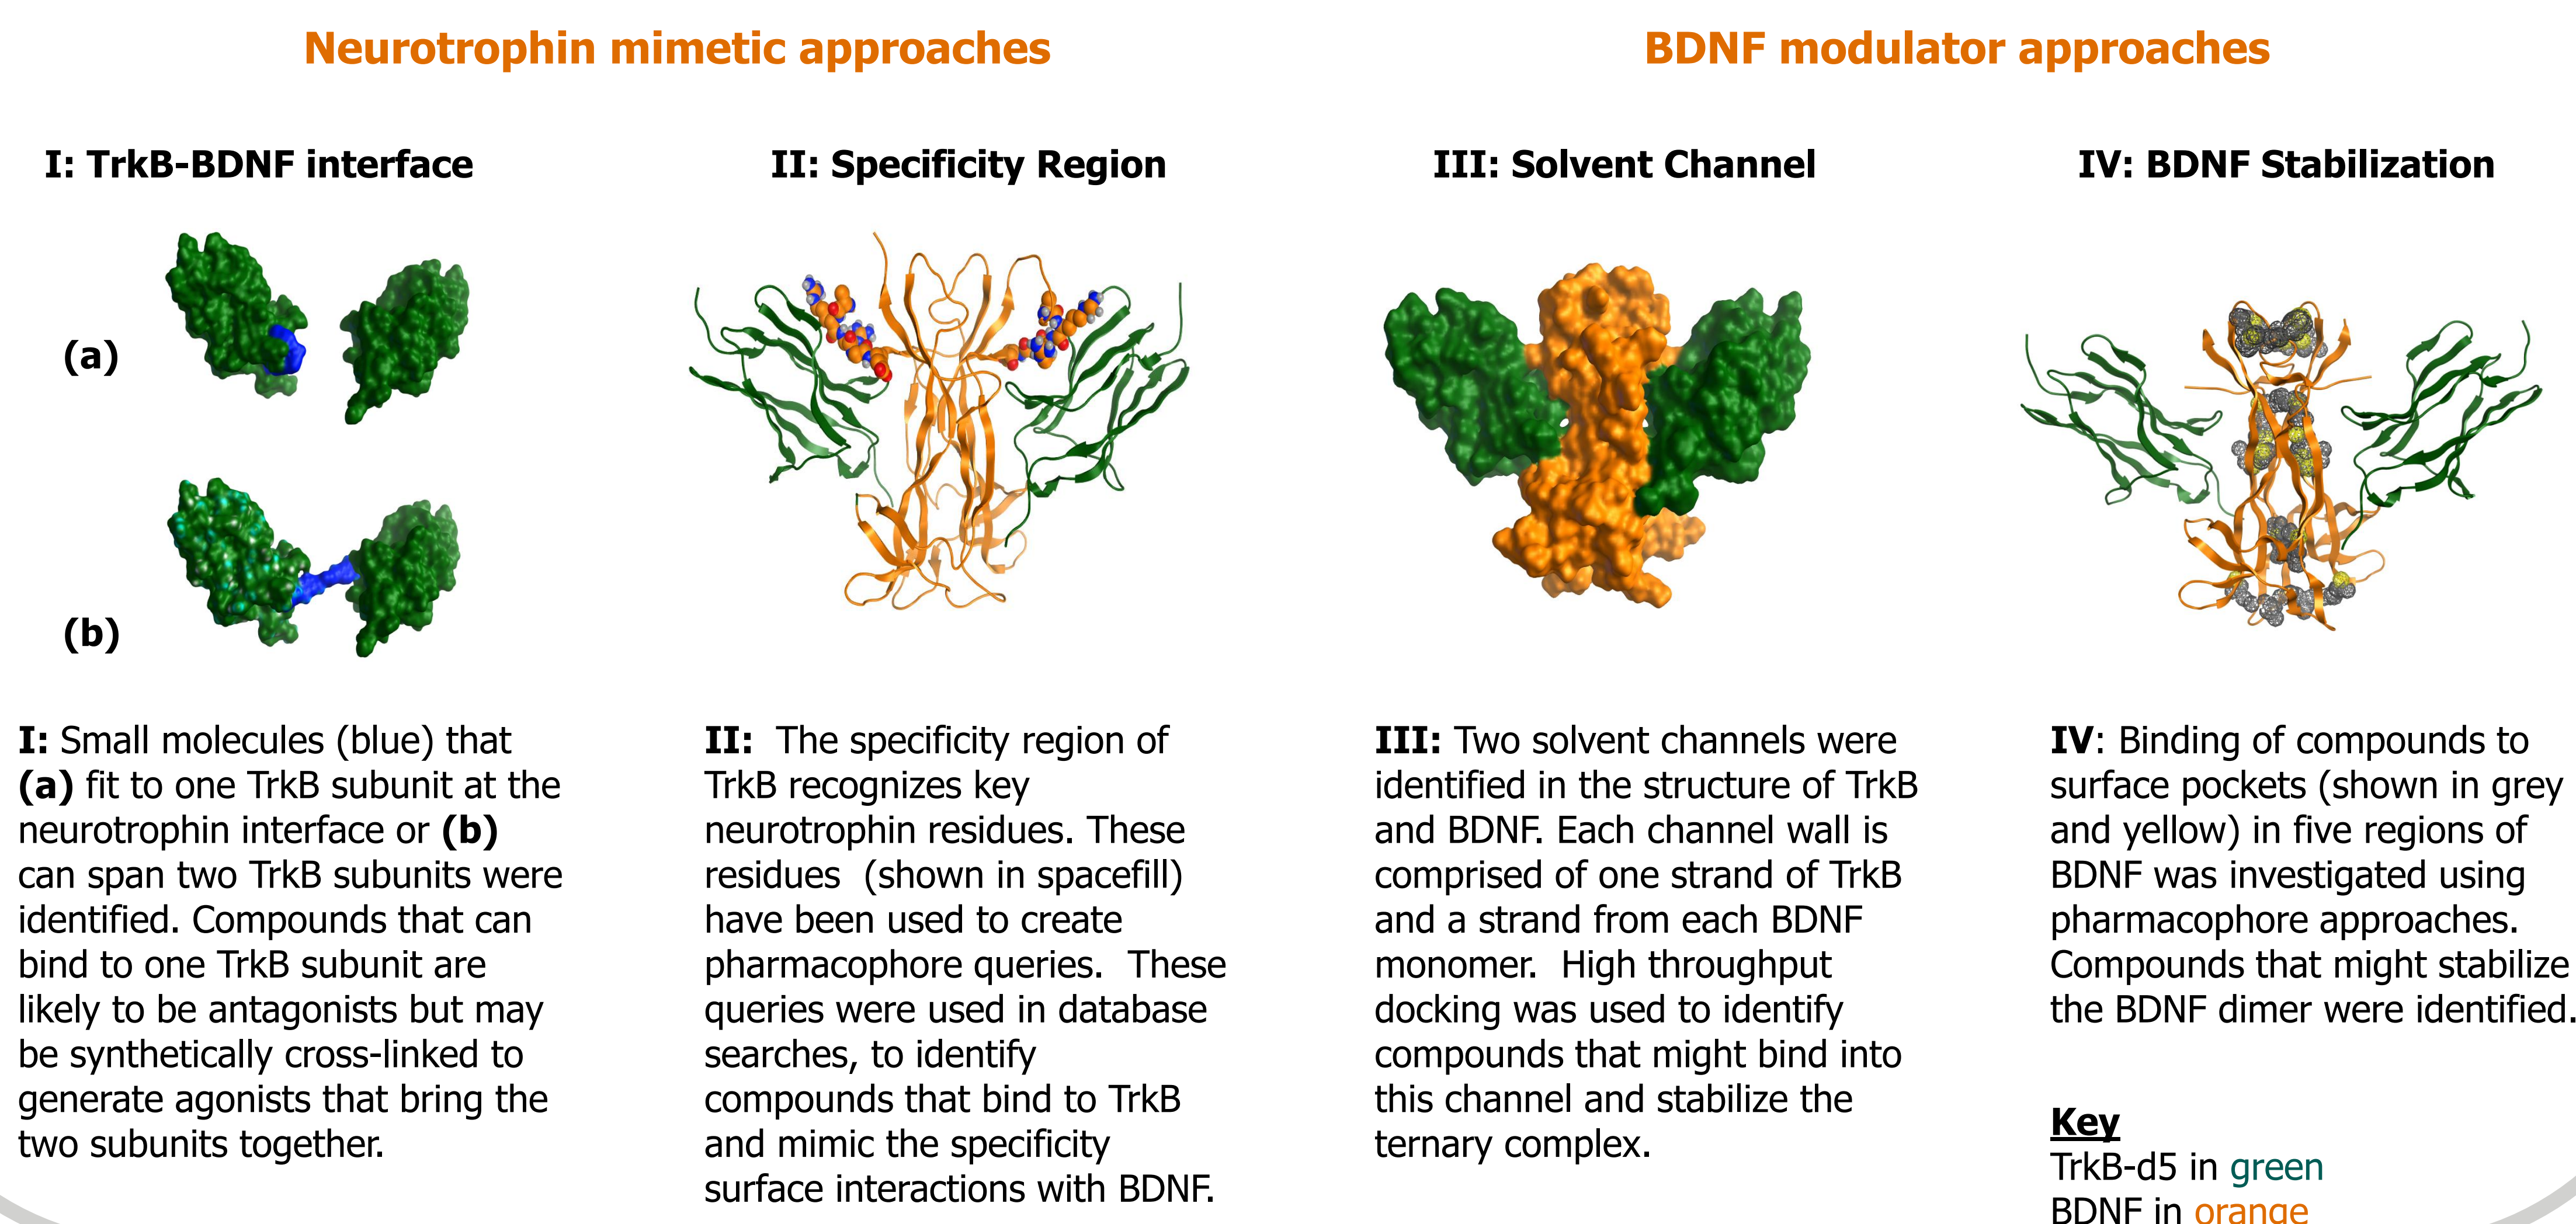 Neurotrophin mimetic approaches
BDNF modulator approaches
I: TrkB-BDNF interface
II: Specificity Region
III: Solvent Channel
IV: BDNF Stabilization
(a)
(b)
I: Small molecules (blue) that
(a) fit to one TrkB subunit at the
neurotrophin interface or (b)
can span two TrkB subunits were
identified. Compounds that can
bind to one TrkB subunit are
likely to be antagonists but may
be synthetically cross-linked to
generate agonists that bring the
two subunits together.
II:  The specificity region of
TrkB recognizes key
neurotrophin residues. These
residues  (shown in spacefill)
have been used to create
pharmacophore queries.  These
queries were used in database
searches, to identify
compounds that bind to TrkB
and mimic the specificity
surface interactions with BDNF.
III: Two solvent channels were
identified in the structure of TrkB
and BDNF. Each channel wall is
comprised of one strand of TrkB
and a strand from each BDNF
monomer.  High throughput
docking was used to identify
compounds that might bind into
this channel and stabilize the
ternary complex.
IV: Binding of compounds to
surface pockets (shown in grey
and yellow) in five regions of
BDNF was investigated using
pharmacophore approaches.
Compounds that might stabilize
the BDNF dimer were identified.
Key
TrkB-d5 in green
BDNF in orange